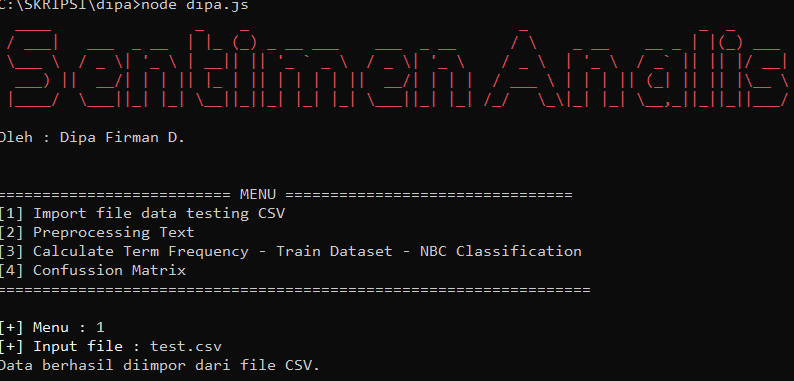 C:\SKRIPSI\dipa>node dipa.js
Sentimen Analis
Oleh : Dipa Firman D.
========================== MENU ================================
[1] Import file data testing CSV
[2] Preprocessing Text
[3] Calculate Term Frequency - Train Dataset - NBC Classification
[4] Confussion Matrix
==================================================================
[+] Menu : 1
[+] Input file : test.csv
Data berhasil diimpor dari file CSV.